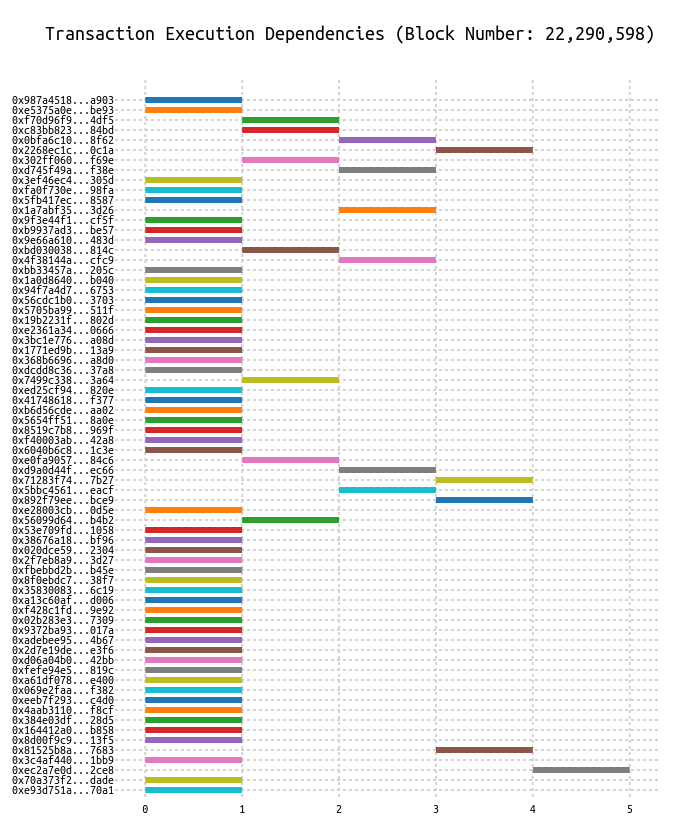 Transaction Execution Dependencies (Block Number: 22,290,598)
0x987a4518...a903
0xe5375a0e...be93
0xf70d96f9...4df5
0xc83bb823...84bd
0x0bfa6c10...8f62
0x2268ec1c...0c1a
0x302ff060...f69e
0xd745f49a...f38e
0x3ef46ec4...305d
0xfa0f730e...98fa
0x5fb417ec...8587
0x1a7abf35...3d26
0x9f3e44f1...cf5f
0xb9937ad3...be57
0x9e66a610...483d
0xbd030038...814c
0x4f38144a...cfc9
0xbb33457a...205c
0x1a0d8640...b040
0x94f7a4d7...6753
0x56cdc1b0...3703
0x5705ba99...511f
0x19b2231f...802d
0xe2361a34...0666
0x3bc1e776...a08d
0x1771ed9b...13a9
0x368b6696...a8d0
0xdcdd8c36...37a8
0x7499c338...3a64
0xed25cf94...820e
0x41748618...f377
0xb6d56cde...aa02
0x5654ff51...8a0e
0x8519c7b8...969f
0xf40003ab...42a8
0x6040b6c8...1c3e
0xe0fa9057...84c6
0xd9a0d44f...ec66
0x71283f74...7b27
0x5bbc4561...eacf
0x892f79ee...bce9
0xe28003cb...0d5e
0x56099d64...b4b2
0x53e709fd...1058
0x38676a18...bf96
0x020dce59...2304
0x2f7eb8a9...3d27
0xfbebbd2b...b45e
0x8f0ebdc7...38f7
0x35830083...6c19
0xa13c60af...d006
0xf428c1fd...9e92
0x02b283e3...7309
0x9372ba93...017a
0xadebee95...4b67
0x2d7e19de...e3f6
0xd06a04b0...42bb
0xfefe94e5...819c
0xa61df078...e400
0x069e2faa...f382
0xeeb7f293...c4d0
0x4aab3110...f8cf
0x384e03df...28d5
0x164412a0...b858
0x8d00f9c9...13f5
0x81525b8a...7683
0x3c4af440...1bb9
0xec2a7e0d...2ce8
0x70a373f2...dade
0xe93d751a...70a1
0 1 2 3 4 5